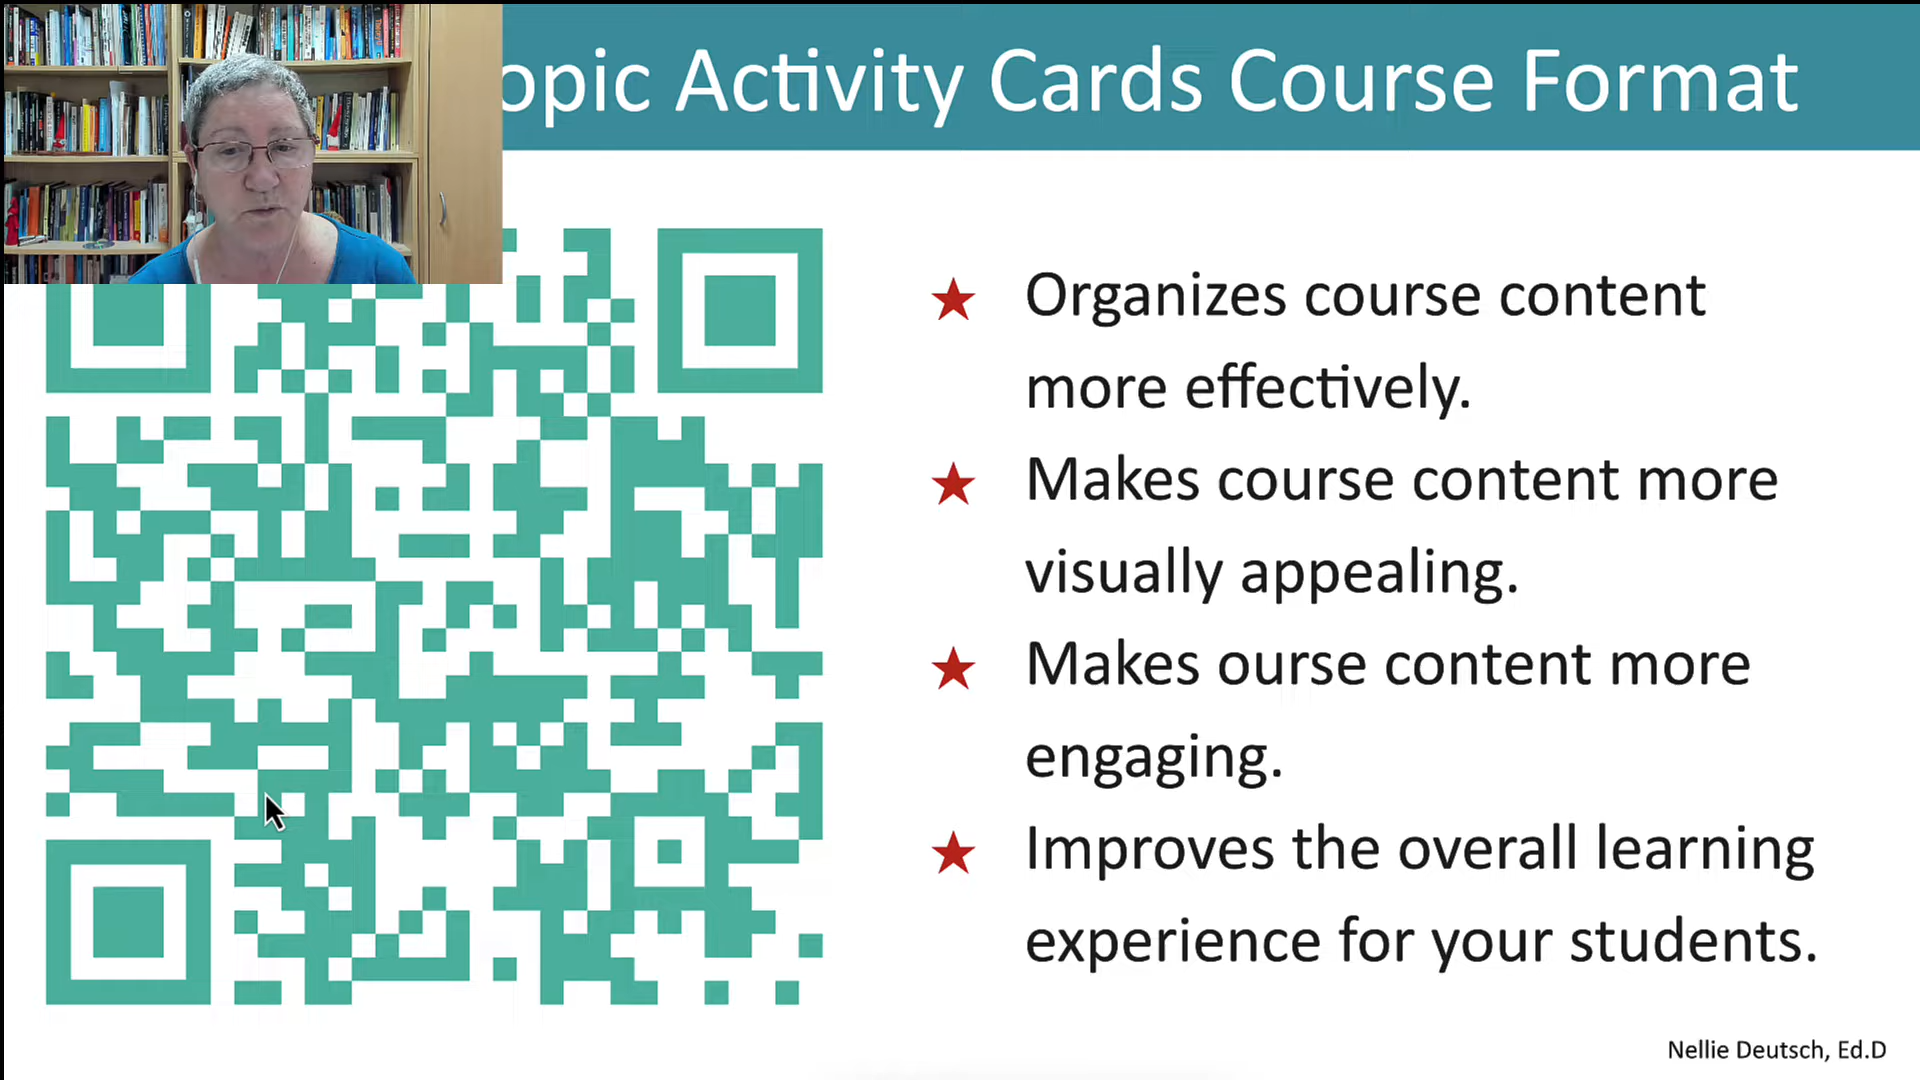 opic Activity Cards Course Format
Organizes course content
more effectively.
Makes course content more
visually appealing.
Makes ourse content more
engaging.
Improves the overall learning
experience for your students.
Nellie Deutsch, Ed.D